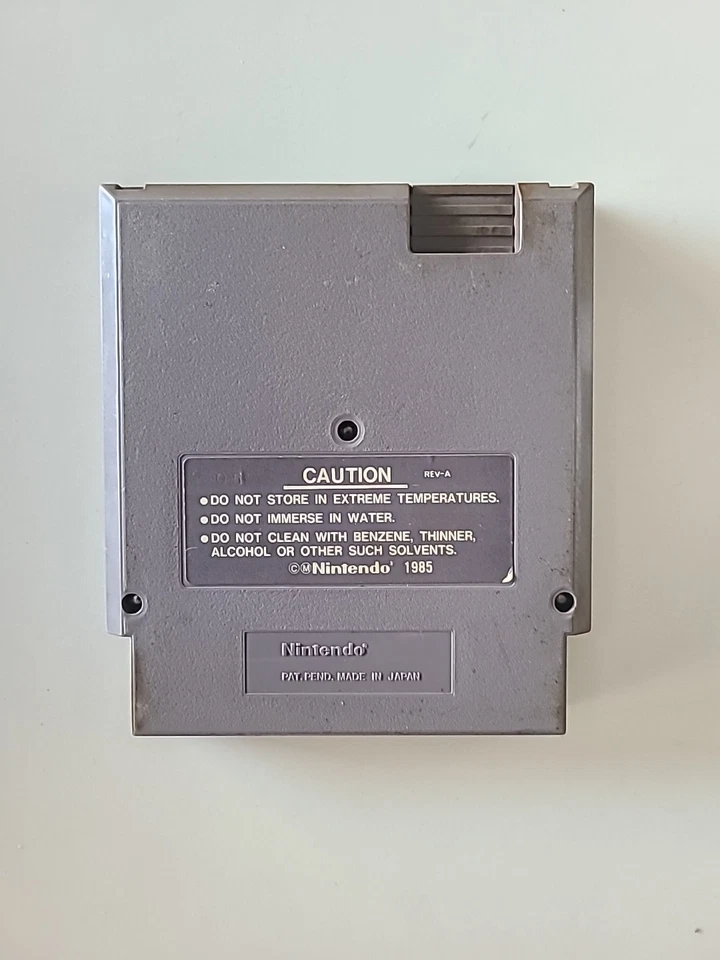 CAUTION REV-A
●DO NOT STORE IN EXTREME TEMPERATURES.
●DO NOT IMMERSE IN WATER.
●DO NOT CLEAN WITH BENZENE, THINNER,
ALCOHOL OR OTHER SUCH SOLVENTS.
©ⓂNintendo® 1985
Nintendo®
PAT. PEND. MADE IN JAPAN